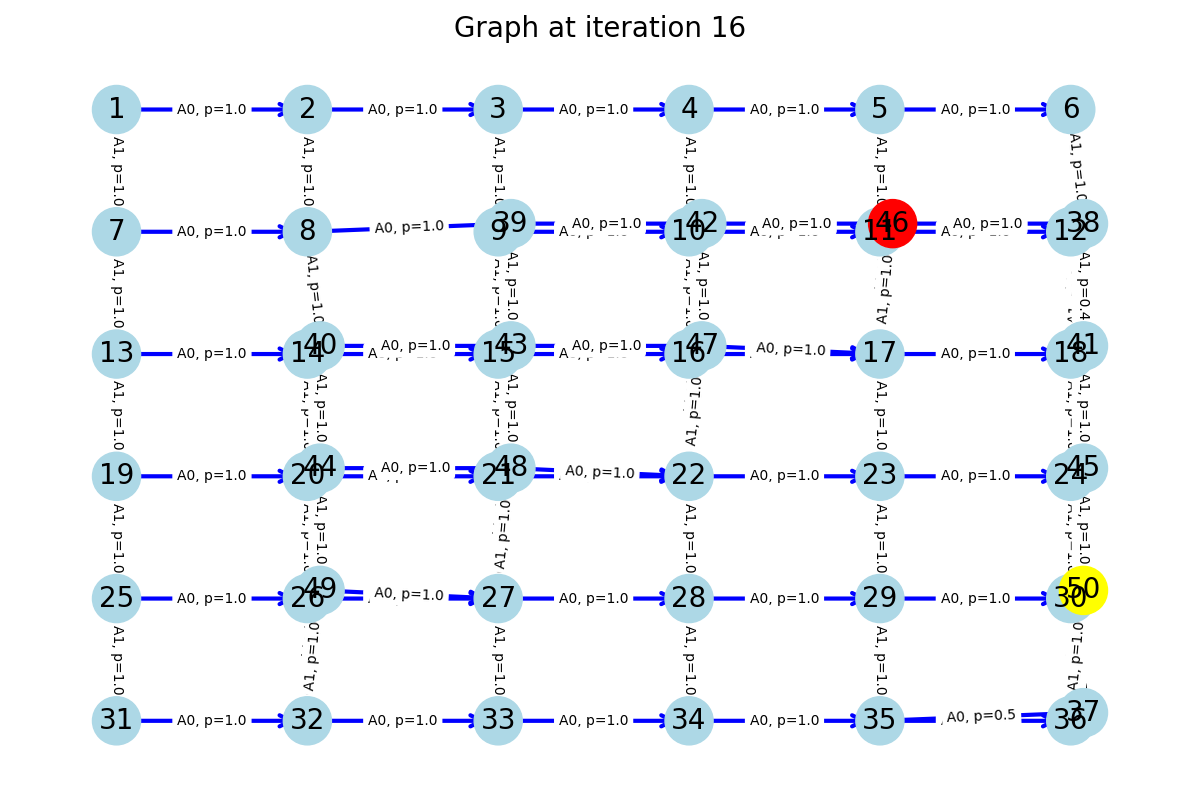 Graph at iteration 16
1 A0, p=1.0 2 A0, p=1.0 3 A0, p=1.0 4 A0, p=1.0 5 A0, p=1.0 6
A1, p=1.0 A1, p=1.0 A1, p=1.0 A1, p=1.0 A1, p=1.0 A1, p=1.0
39 A0, p=1.0 42 A0, p=1.0 46 A0, p=1.0 38
7 A0, p=1.0 8 A0, p=1.0 9 10 11 12
A1, p=1.0 A1, p=1.0 A1, p=1.0 A1, p=1.0 A1, p=1.0 A1, p=0.4
40 A0, p=1.0 43 A0, p=1.0 47 A0, p=1.0 41
13 A0, p=1.0 14 15 16 17 A0, p=1.0 18
A1, p=1.0 A1, p=1.0 A1, p=1.0 A1, p=1.0 A1, p=1.0 A1, p=1.0
44 A0, p=1.0 48 A0, p=1.0 45
19 A0, p=1.0 20 21 22 A0, p=1.0 23 A0, p=1.0 24
A1, p=1.0 A1, p=1.0 A1, p=1.0 A1, p=1.0 A1, p=1.0 A1, p=1.0
49 A0, p=1.0 50
25 A0, p=1.0 26 27 A0, p=1.0 28 A0, p=1.0 29 A0, p=1.0 30
A1, p=1.0 A1, p=1.0 A1, p=1.0 A1, p=1.0 A1, p=1.0 A1, p=1.0
37
31 A0, p=1.0 32 A0, p=1.0 33 A0, p=1.0 34 A0, p=1.0 35 A0, p=0.5 36